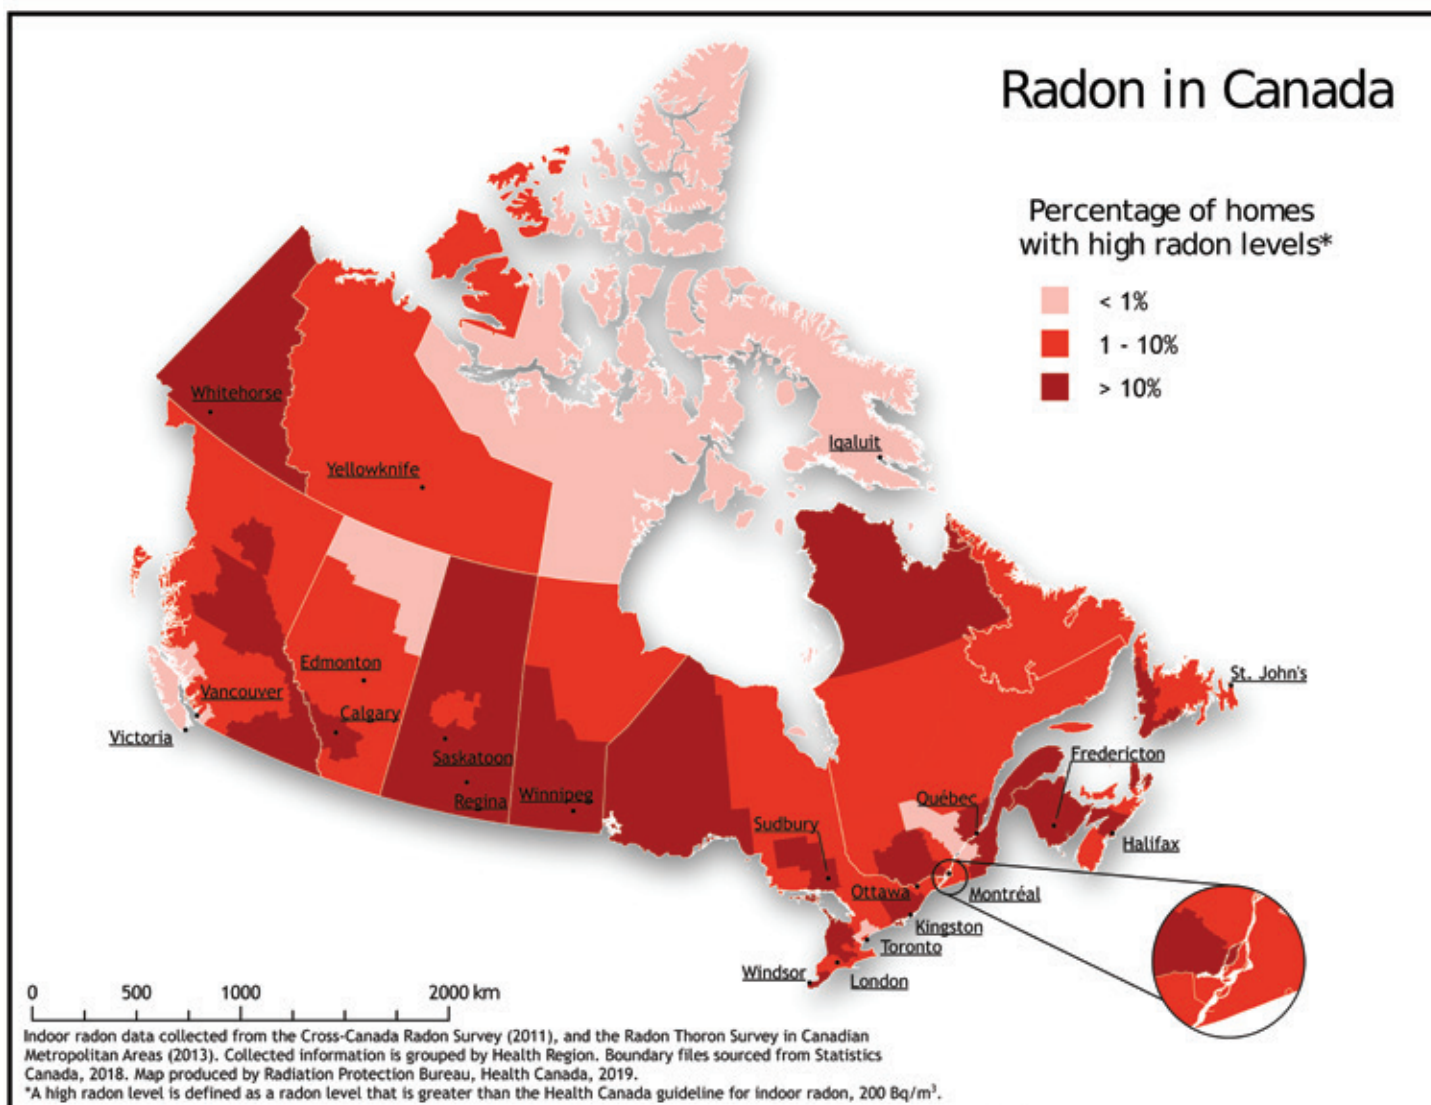 Radon in Canada
Percentage of homes
with high radon levels*
< 1%
1 - 10%
> 10%
Whitehorse
Yellowknife
Iqaluit
Edmonton
Vancouver
Calgary
Victoria
Saskatoon
Regina
Winnipeg
St. John's
Fredericton
Québec
Sudbury
Halifax
Ottawa
Montréal
Kingston
Toronto
Windsor
London
0 500 1000 2000 km
Indoor radon data collected from the Cross-Canada Radon Survey (2011), and the Radon Thoron Survey in Canadian
Metropolitan Areas (2013). Collected information is grouped by Health Region. Boundary files sourced from Statistics
Canada, 2018. Map produced by Radiation Protection Bureau, Health Canada, 2019.
*A high radon level is defined as a radon level that is greater than the Health Canada guideline for indoor radon, 200 Bq/m³.